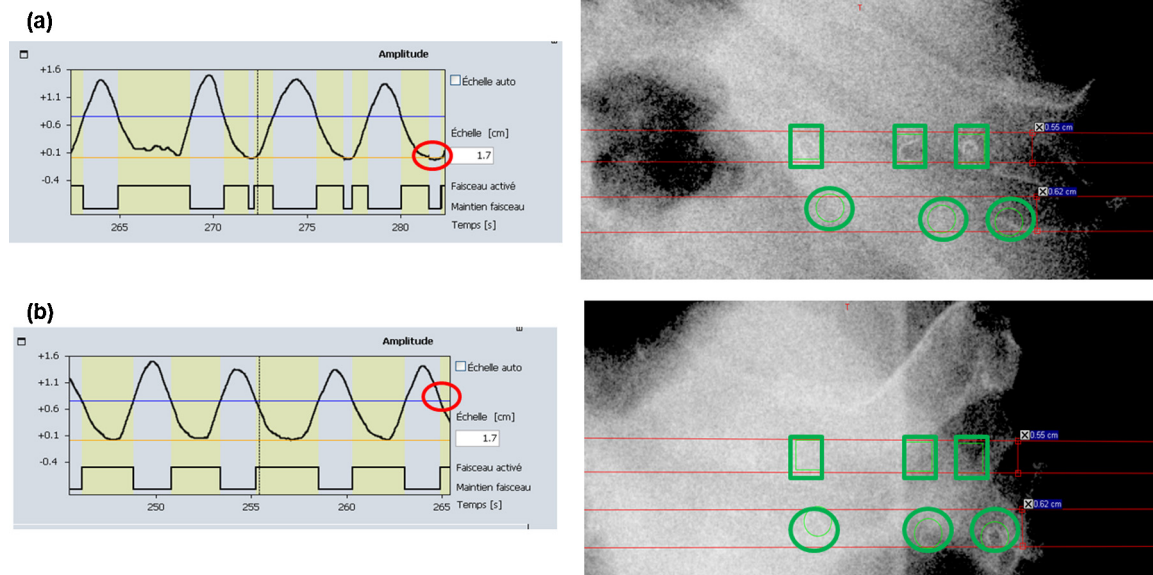 (a)
Amplitude
+1.6
+1.1
+0.6
+0.1
-0.4
Échelle auto
Échelle [cm]
1.7
Faisceau activé
Maintien faisceau
265 270 275 280 Temps [s]
T
0.55 cm
0.62 cm
(b)
Amplitude
+1.6
+1.1
+0.6
+0.1
-0.4
Échelle auto
Échelle [cm]
1.7
Faisceau activé
Maintien faisceau
250 255 260 265 Temps [s]
T
0.55 cm
0.62 cm